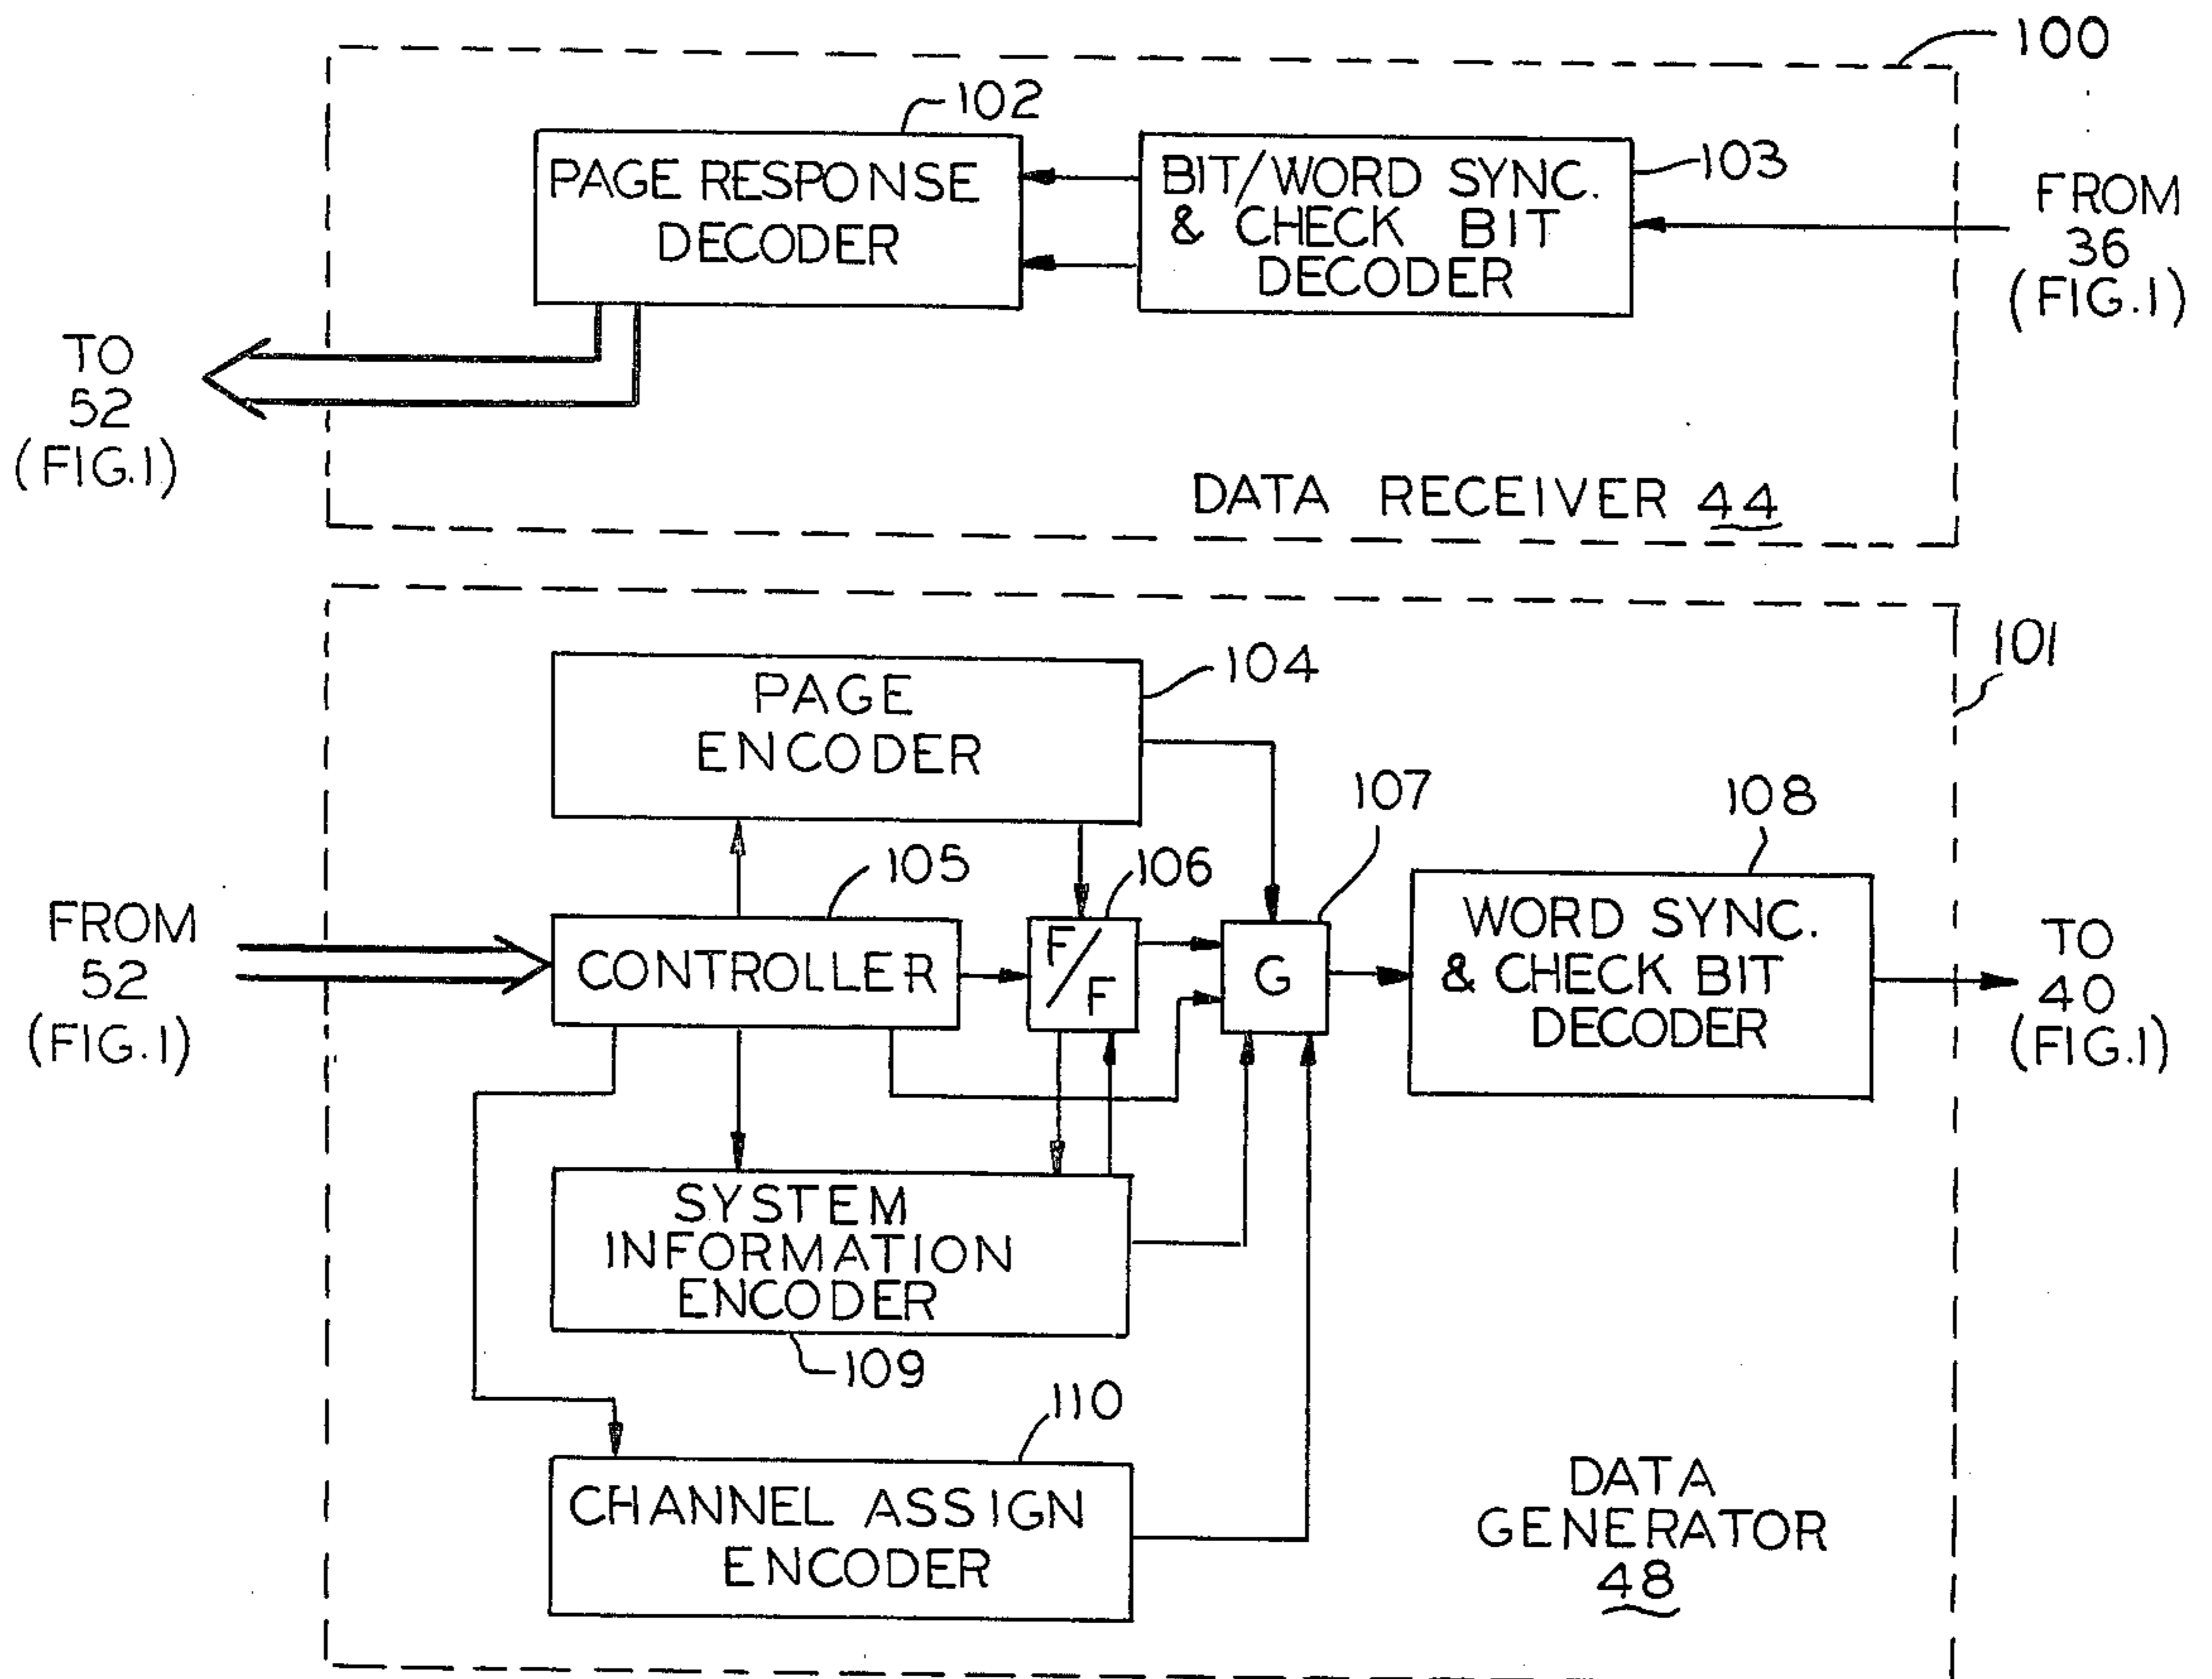 100
102
PAGE RESPONSE
DECODER
BIT/WORD SYNC.
& CHECK BIT
DECODER
103
FROM
36
(FIG.1)
TO
52
(FIG.1)
DATA RECEIVER 44
101
PAGE
ENCODER
104
107
108
FROM
52
(FIG.1)
105
CONTROLLER
106
F/F
G
WORD SYNC.
& CHECK BIT
DECODER
TO
40
(FIG.1)
SYSTEM
INFORMATION
ENCODER
109
110
CHANNEL ASSIGN
ENCODER
DATA
GENERATOR
48